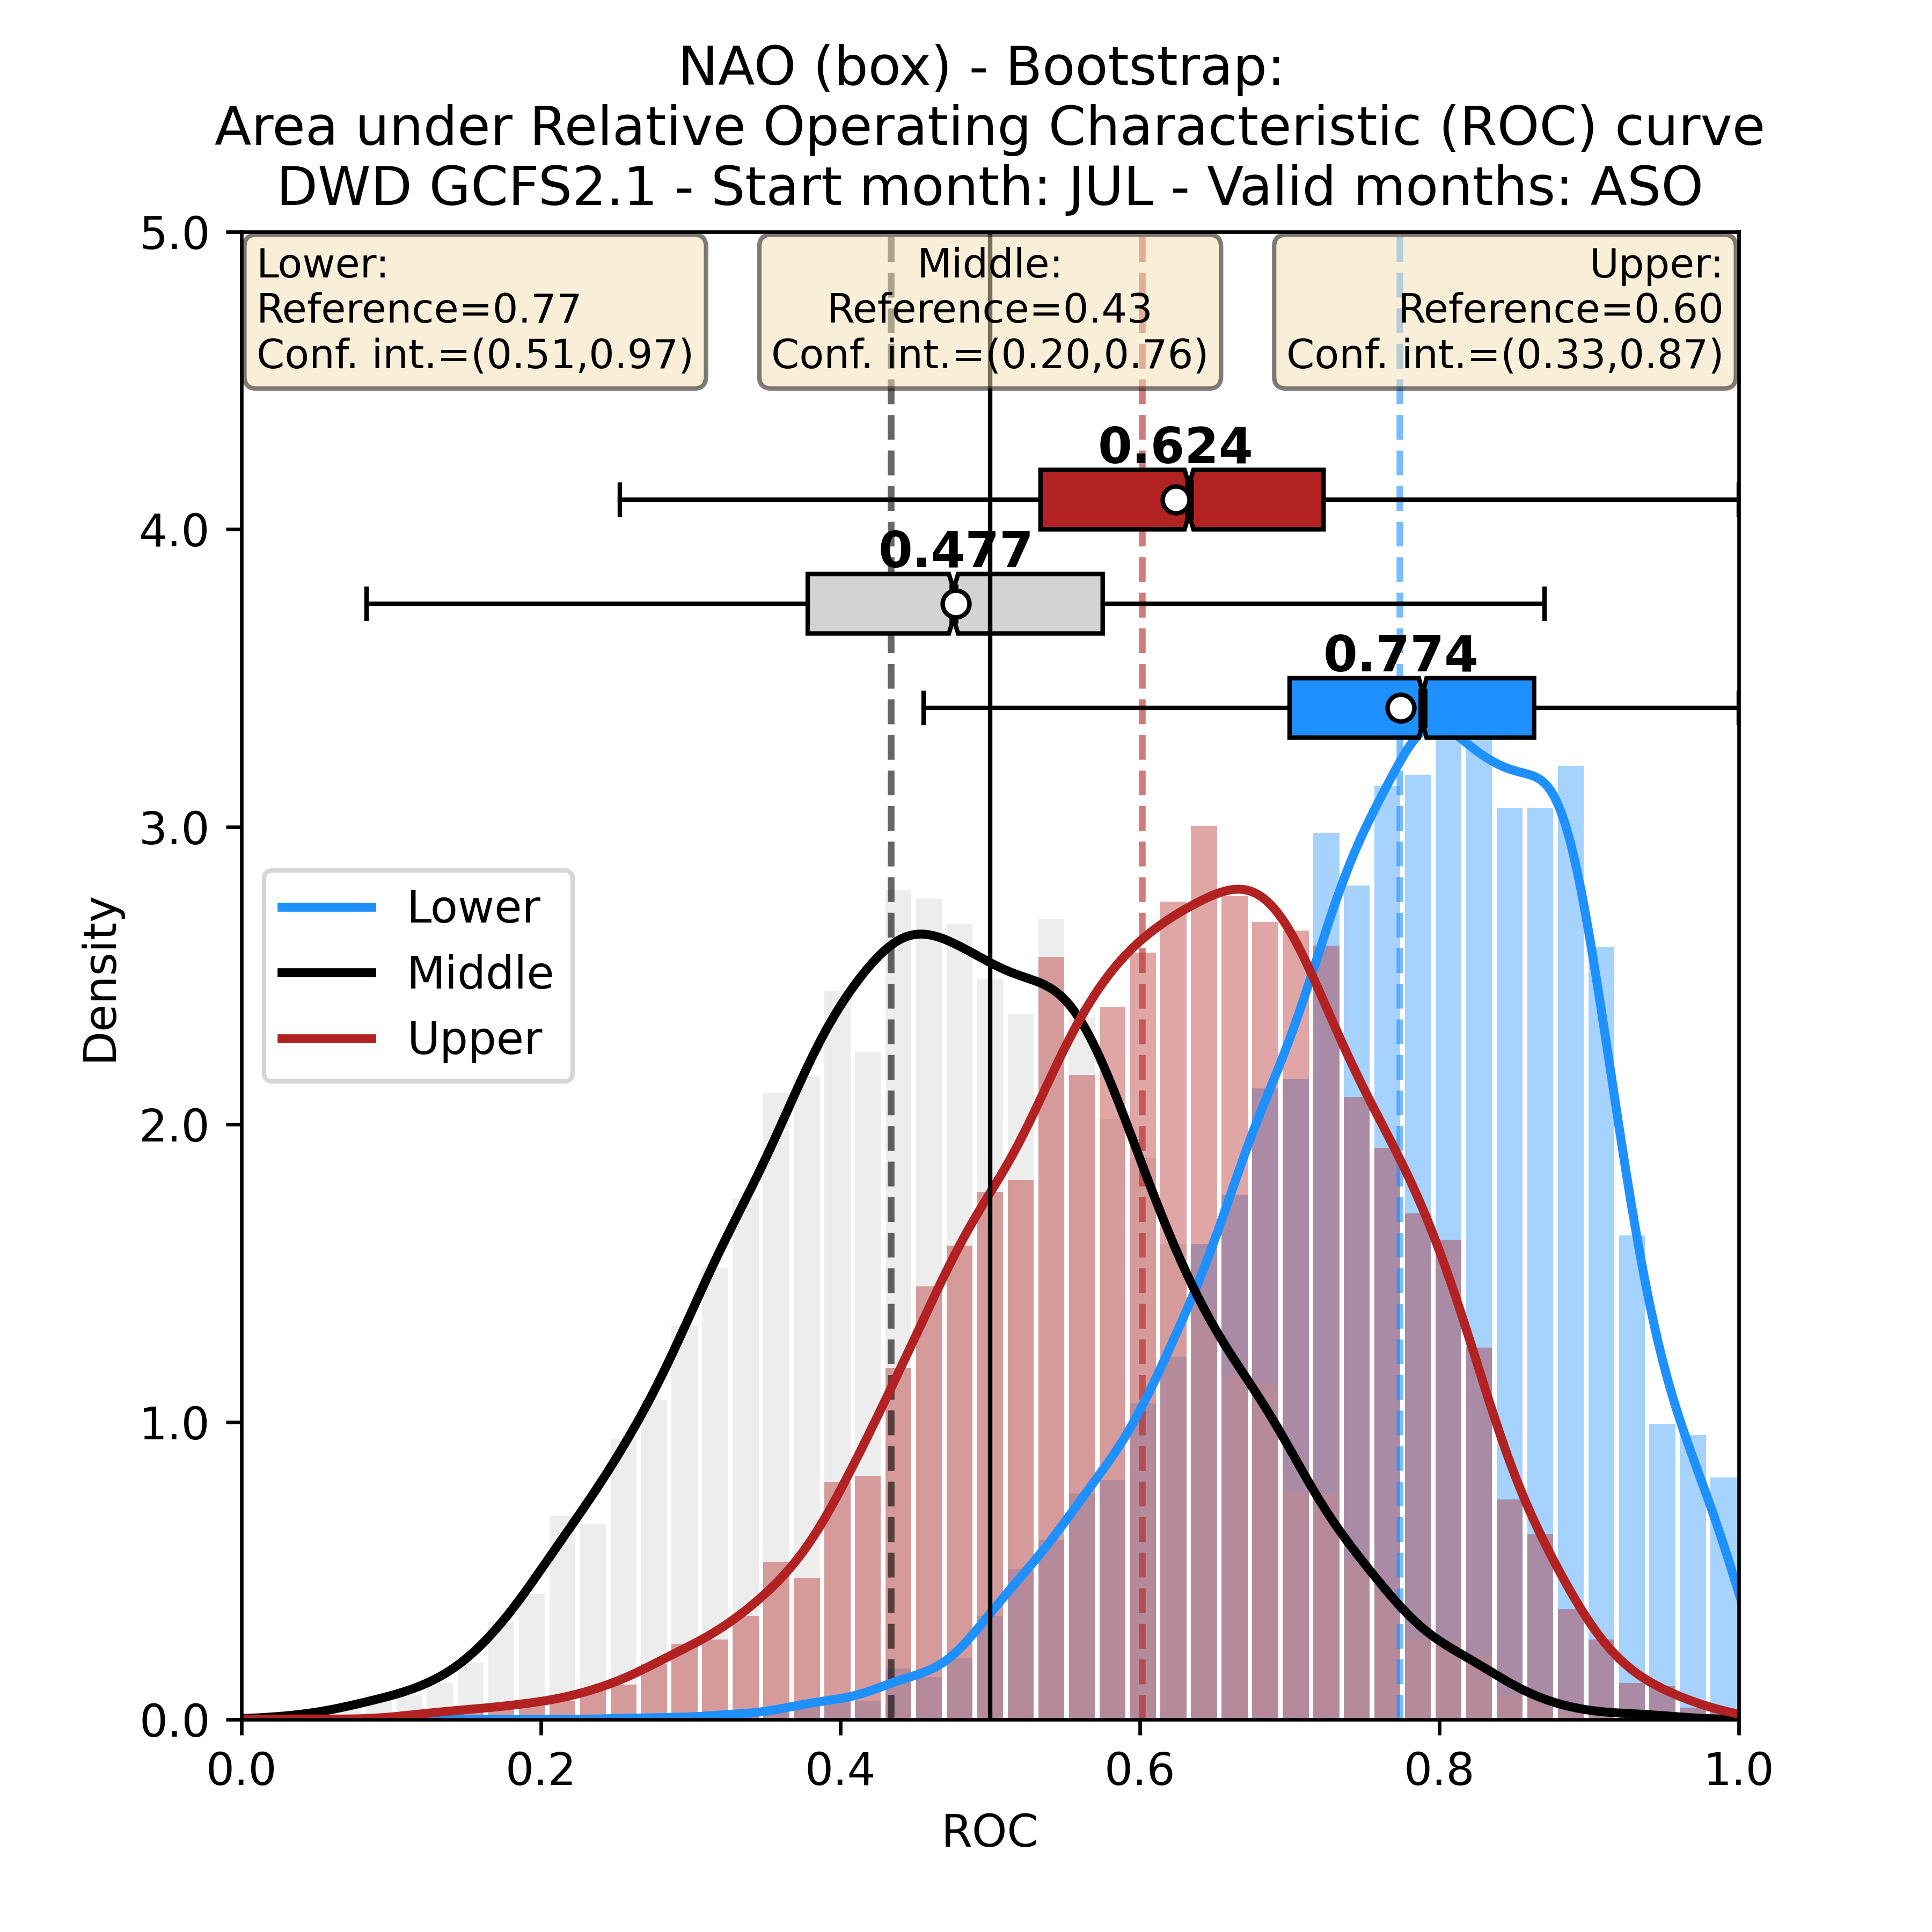 NAO (box) - Bootstrap:
Area under Relative Operating Characteristic (ROC) curve
DWD GCFS2.1 - Start month: JUL - Valid months: ASO
Lower:
Reference=0.77
Conf. int.=(0.51,0.97)
Middle:
Reference=0.43
Conf. int.=(0.20,0.76)
Upper:
Reference=0.60
Conf. int.=(0.33,0.87)
0.624
0.477
0.774
5.0
4.0
3.0
2.0
1.0
0.0
Density
Lower
Middle
Upper
0.0
0.2
0.4
0.6
0.8
1.0
ROC